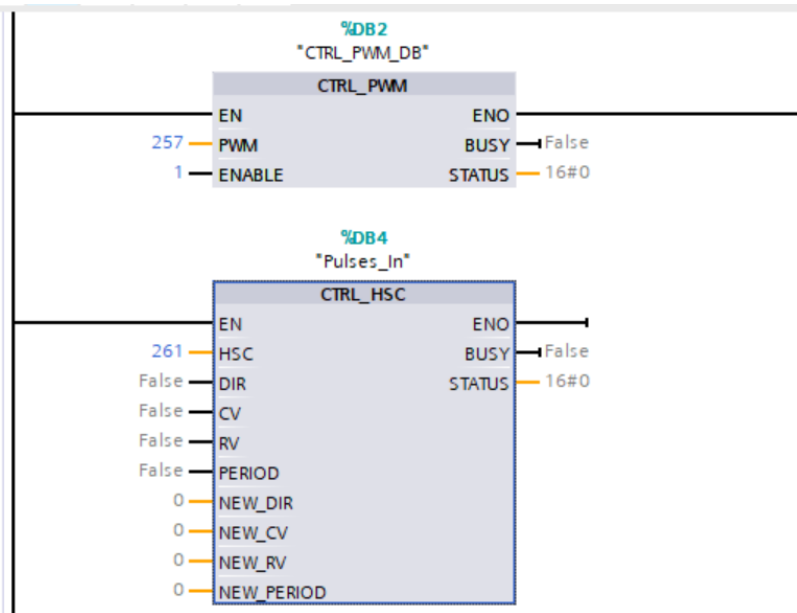 %DB2
"CTRL_PWM_DB"
CTRL_PWM
EN ENO
257 PWM BUSY False
1 ENABLE STATUS 16#0
%DB4
"Pulses_In"
CTRL_HSC
EN ENO
261 HSC BUSY False
False DIR STATUS 16#0
False CV
False RV
False PERIOD
0 NEW_DIR
0 NEW_CV
0 NEW_RV
0 NEW_PERIOD